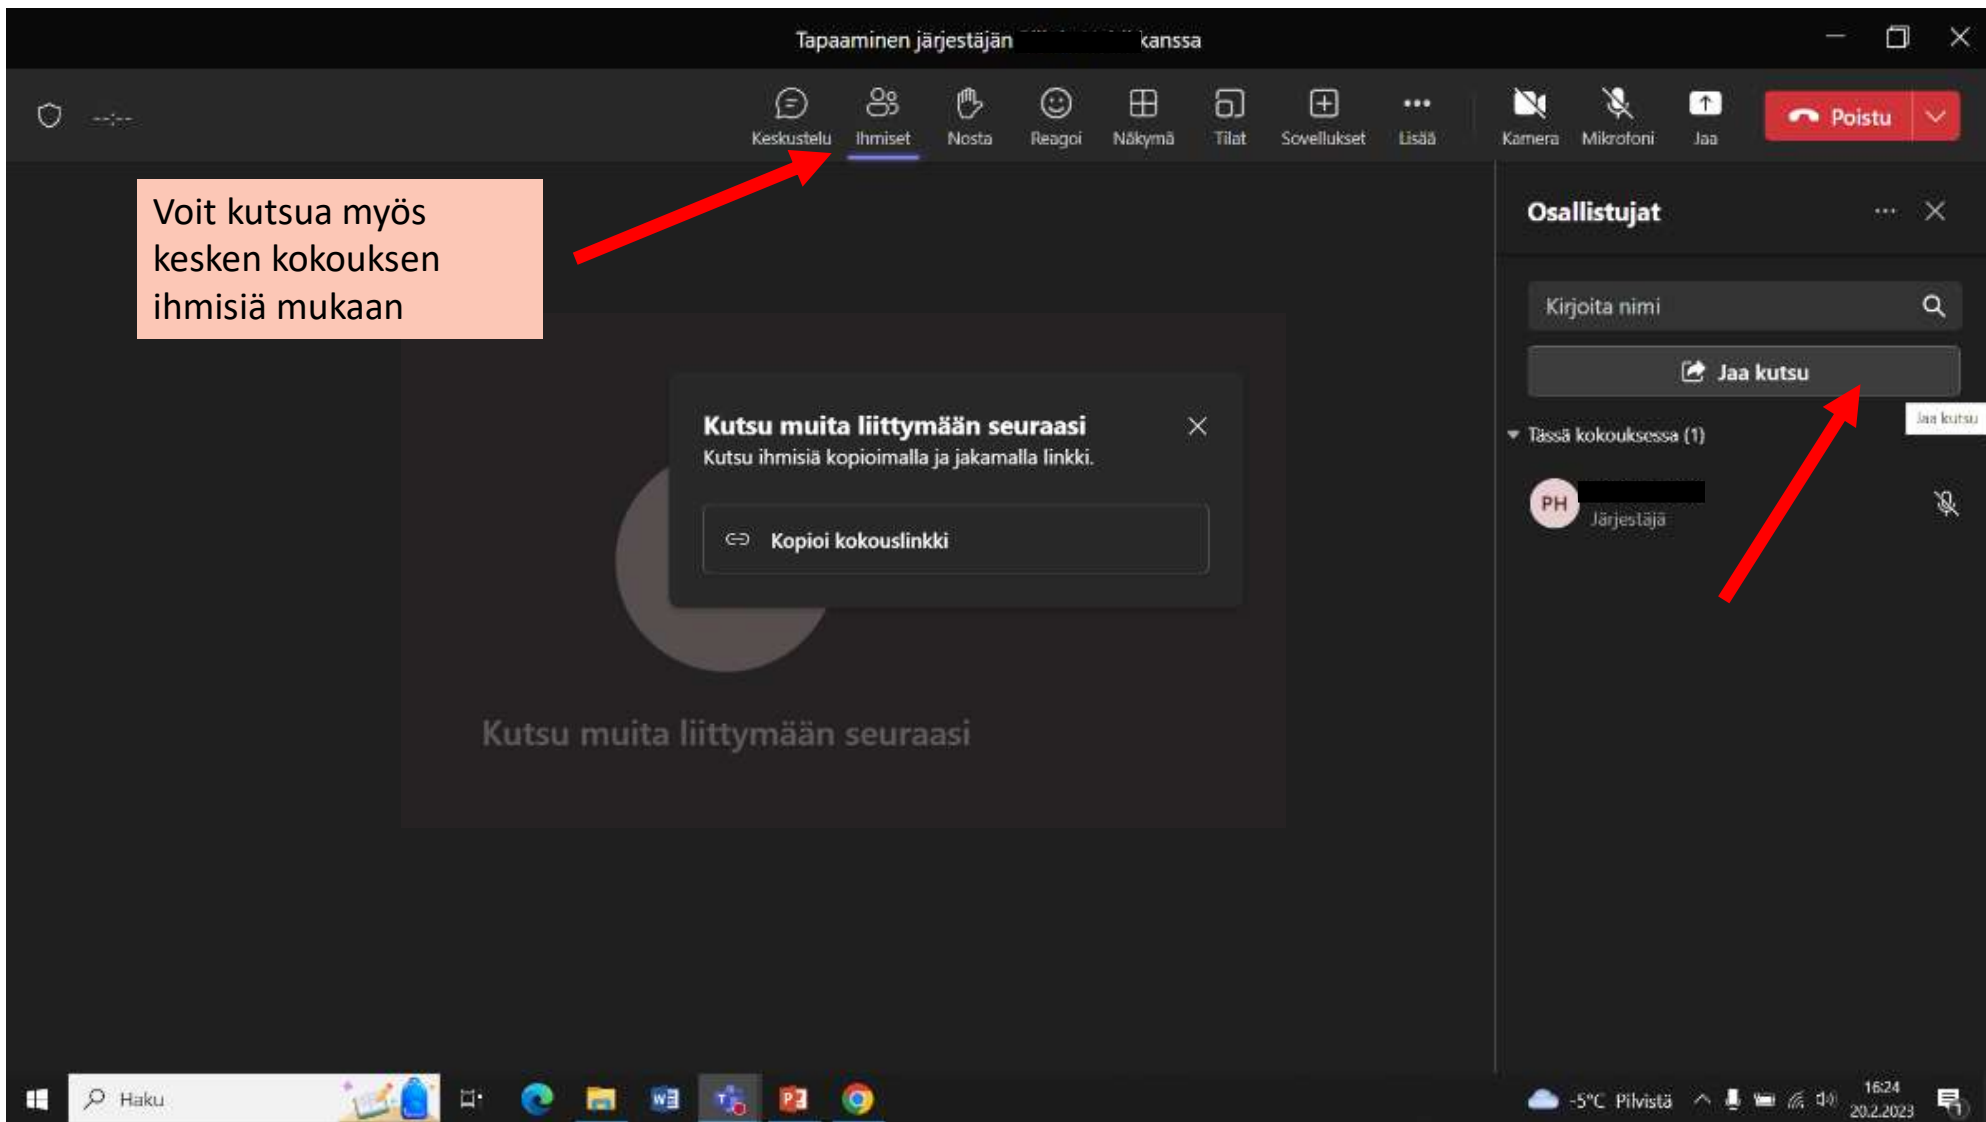 Tapaaminen järjestäjän kanssa
--:--
Keskustelu Ihmiset Nosta Reagoi Näkymä Tilat Sovellukset Lisää Kamera Mikrofoni Jaa Poistu
Voit kutsua myös
kesken kokouksen
ihmisiä mukaan
Osallistujat
Kirjoita nimi
Jaa kutsu
Jaa kutsu
Tässä kokouksessa (1)
PH
Järjestäjä
Kutsu muita liittymään seuraasi
Kutsu ihmisiä kopioimalla ja jakamalla linkki.
Kopioi kokouslinkki
Kutsu muita liittymään seuraasi
Haku
-5°C Pilvistä
16:24
20.2.2023